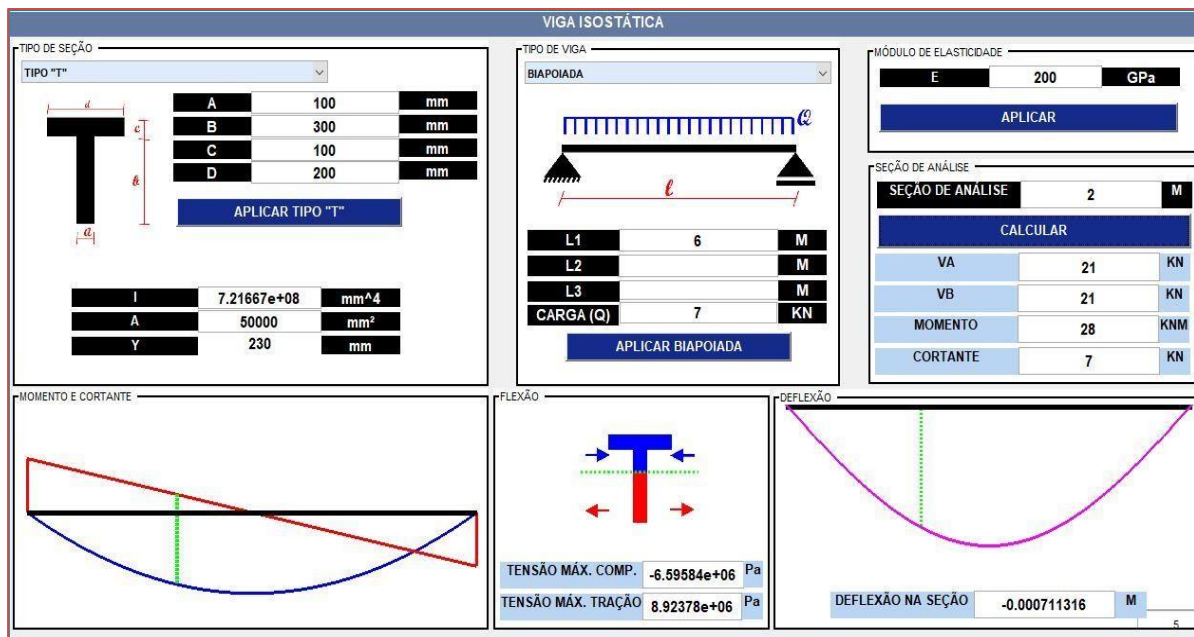 VIGA ISOSTÁTICA
TIPO DE SEÇÃO
TIPO "T"
d
c
b
a
A 100 mm
B 300 mm
C 100 mm
D 200 mm
APLICAR TIPO "T"
I 7.21667e+08 mm^4
A 50000 mm²
Y 230 mm
TIPO DE VIGA
BIAPOIADA
Q
l
L1 6 M
L2 M
L3 M
CARGA (Q) 7 KN
APLICAR BIAPOIADA
MÓDULO DE ELASTICIDADE
E 200 GPa
APLICAR
SEÇÃO DE ANÁLISE
SEÇÃO DE ANÁLISE 2 M
CALCULAR
VA 21 KN
VB 21 KN
MOMENTO 28 KNM
CORTANTE 7 KN
MOMENTO E CORTANTE
FLEXÃO
TENSÃO MÁX. COMP. -6.59584e+06 Pa
TENSÃO MÁX. TRAÇÃO 8.92378e+06 Pa
DEFLEXÃO
DEFLEXÃO NA SEÇÃO -0.000711316 M
5